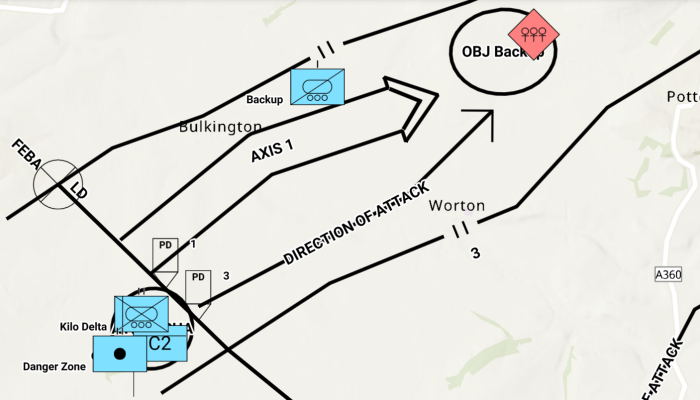 OBJ Backup
Backup
Bulkington
Pott
FEBA
LD
AXIS 1
DIRECTION OF ATTACK
Worton
PD
1
PD
3
3
A360
Kilo Delta
C2
Danger Zone
F ATTACK